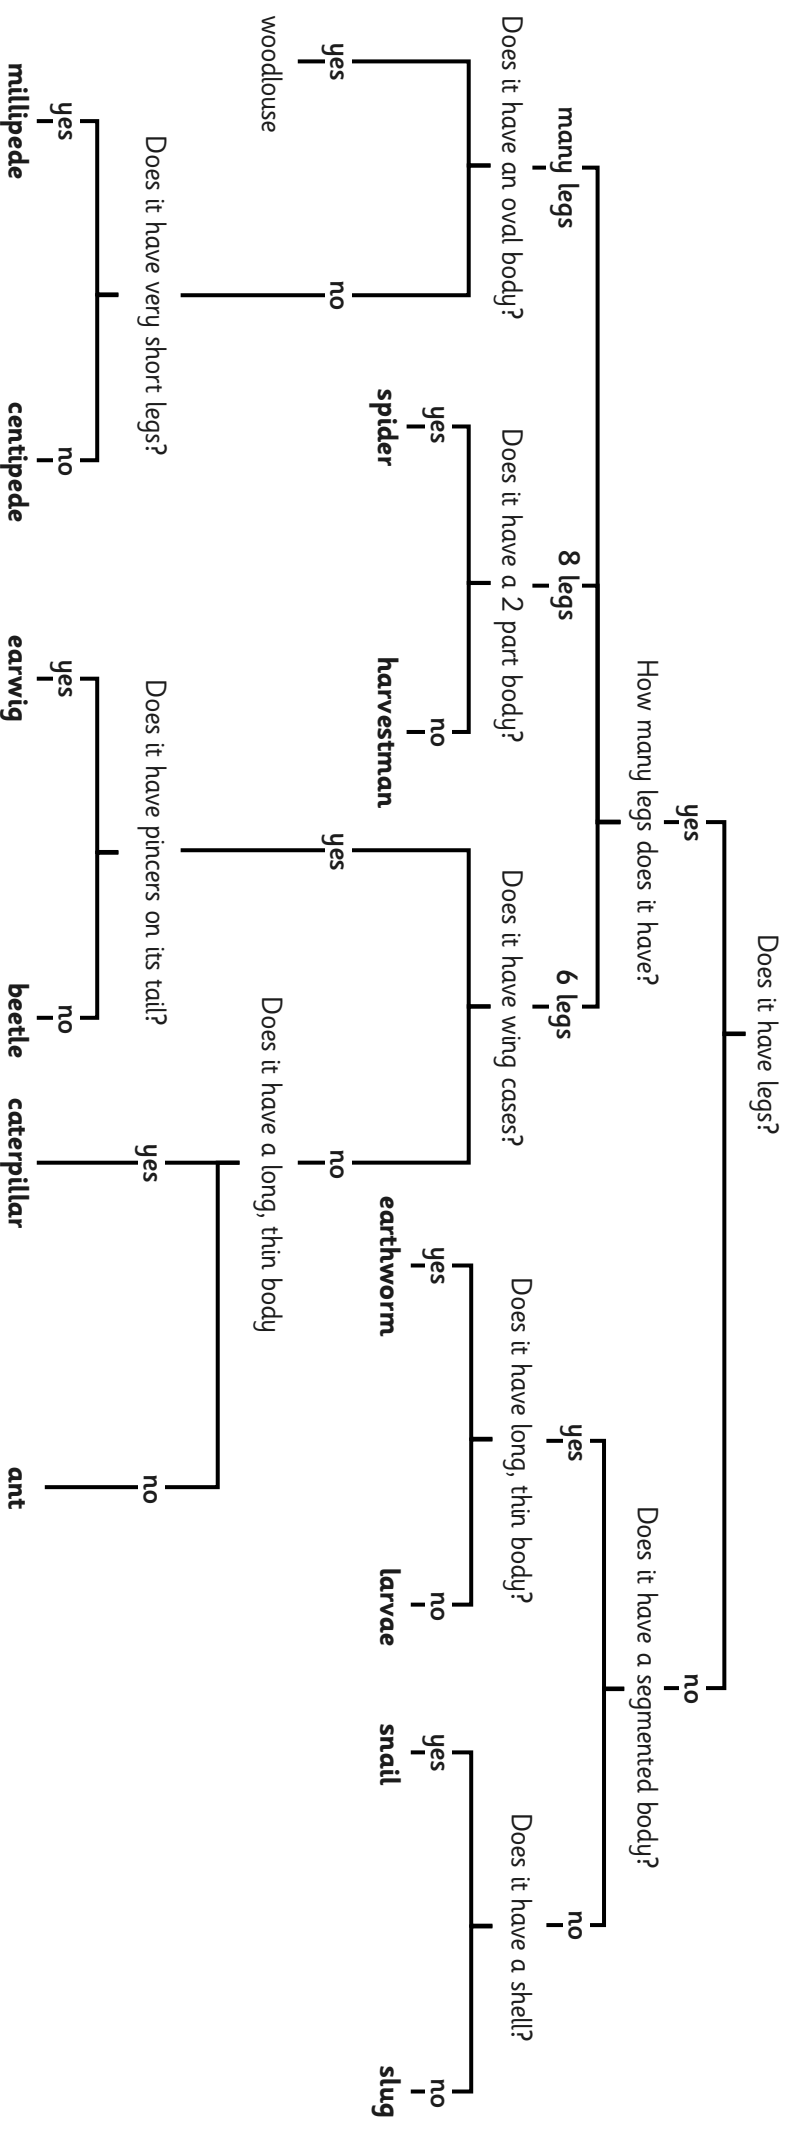 Does it have legs?
yes
no
How many legs does it have?
Does it have a segmented body?
many legs
8 legs
6 legs
yes
no
Does it have an oval body?
Does it have a 2 part body?
Does it have wing cases?
Does it have long, thin body?
Does it have a shell?
yes
no
yes
no
yes
no
yes
no
yes
no
woodlouse
spider
harvestman
earthworm
larvae
snail
slug
Does it have a long, thin body
Does it have very short legs?
Does it have pincers on its tail?
yes
no
yes
no
yes
no
millipede
centipede
earwig
beetle
caterpillar
ant